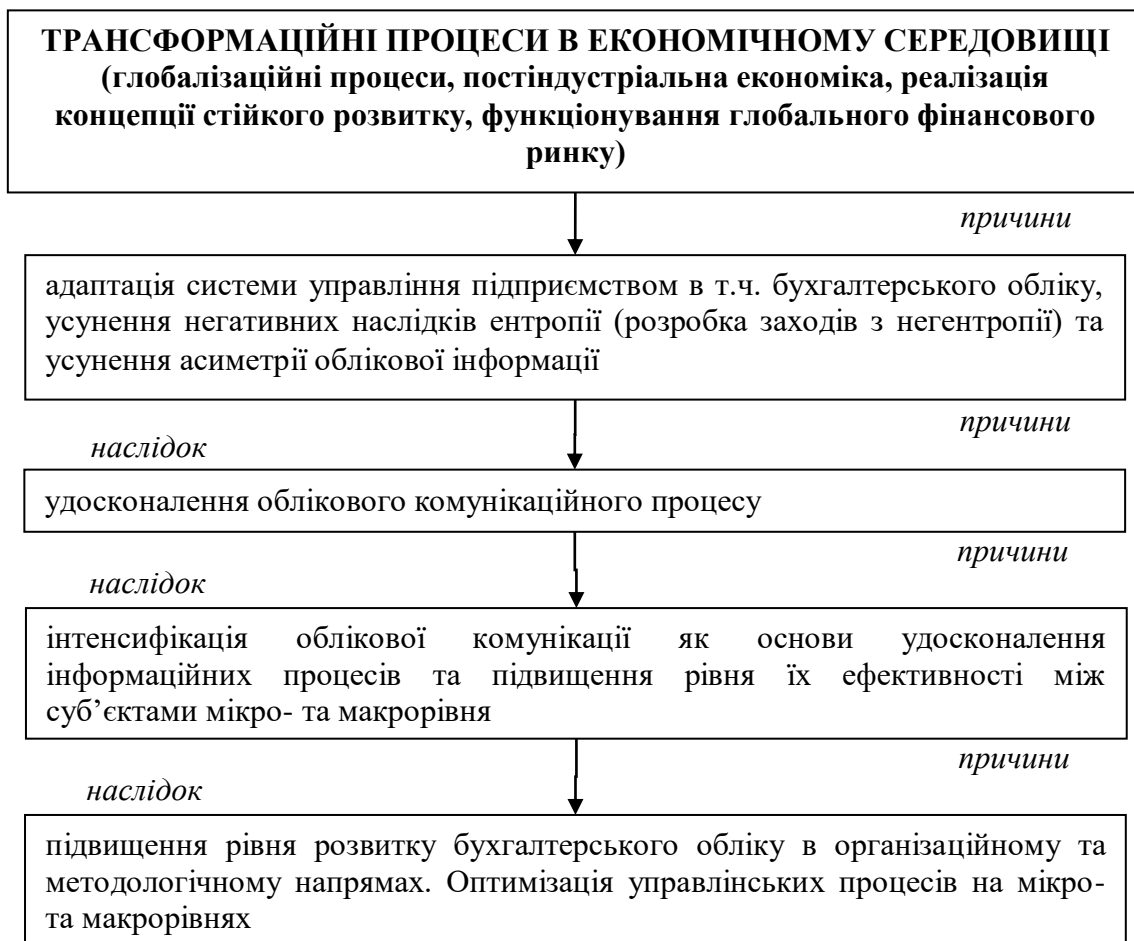 ТРАНСФОРМАЦІЙНІ ПРОЦЕСИ В ЕКОНОМІЧНОМУ СЕРЕДОВИЩІ
(глобалізаційні процеси, постіндустріальна економіка, реалізація
концепції стійкого розвитку, функціонування глобального фінансового
ринку)
причини
адаптація системи управління підприємством в т.ч. бухгалтерського обліку,
усунення негативних наслідків ентропії (розробка заходів з негентропії) та
усунення асиметрії облікової інформації
причини
наслідок
удосконалення облікового комунікаційного процесу
причини
наслідок
інтенсифікація облікової комунікації як основи удосконалення
інформаційних процесів та підвищення рівня їх ефективності між
суб’єктами мікро- та макрорівня
причини
наслідок
підвищення рівня розвитку бухгалтерського обліку в організаційному та
методологічному напрямах. Оптимізація управлінських процесів на мікро-
та макрорівнях